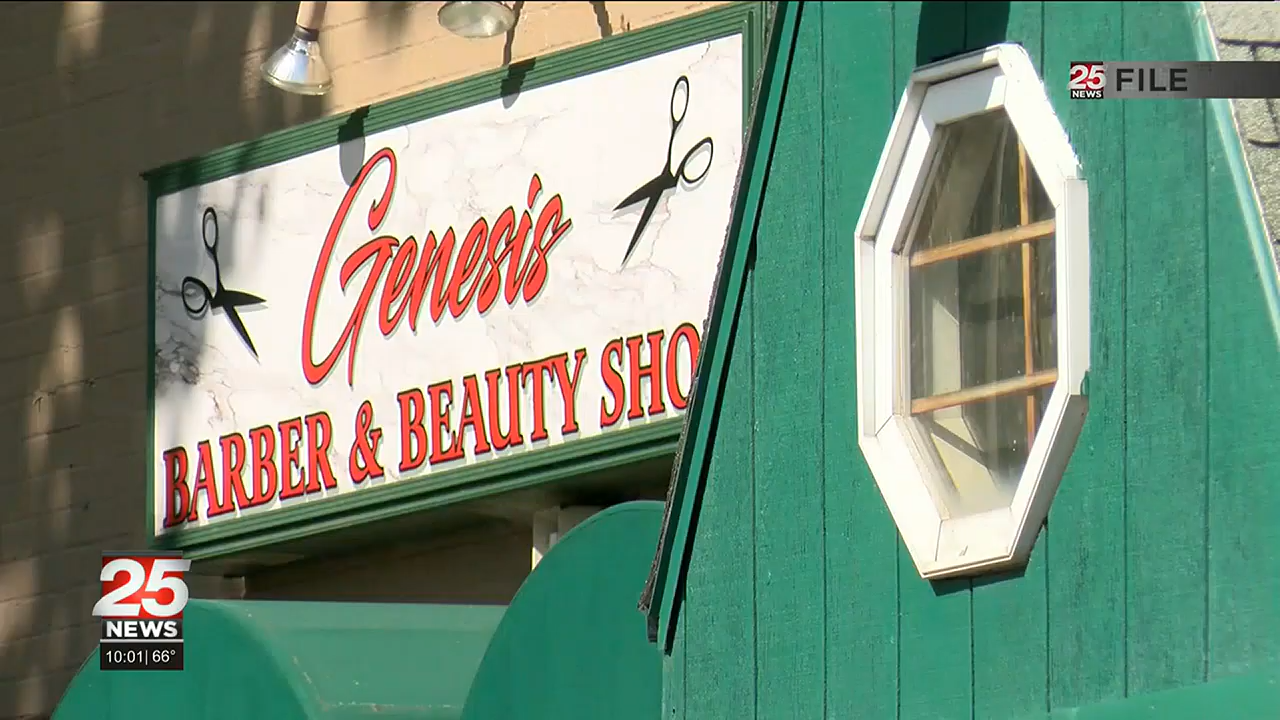 25 NEWS FILE
Genesis
BARBER & BEAUTY SHO
25
NEWS
10:01| 66°